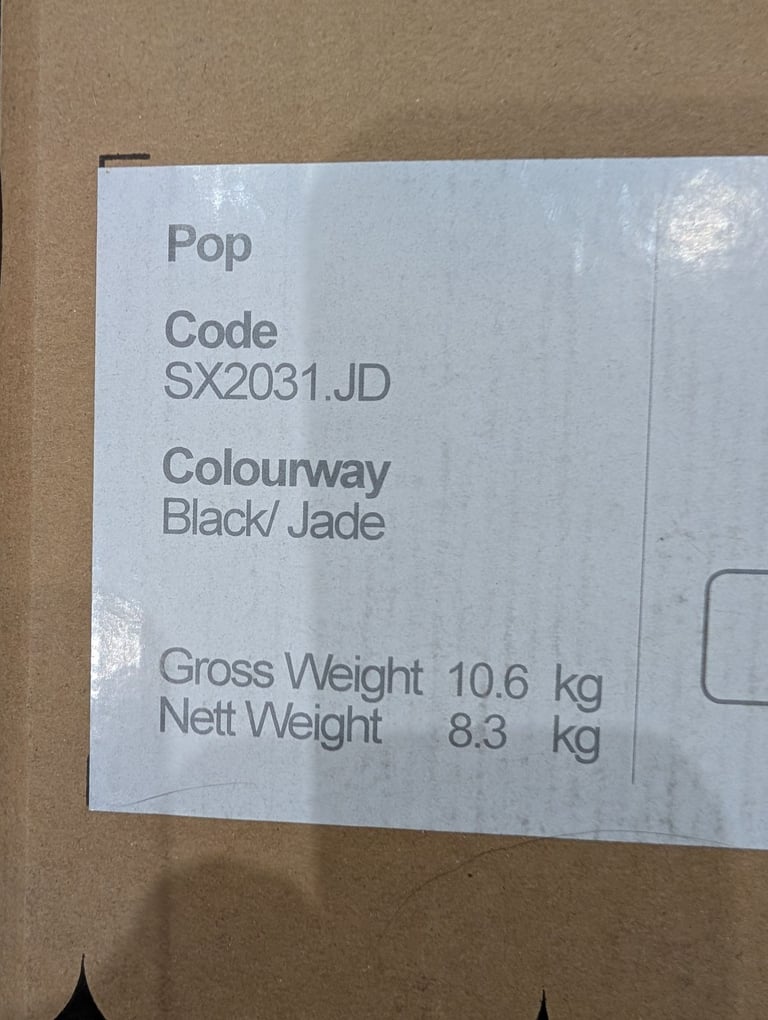 Pop
Code
SX2031.JD
Colourway
Black/ Jade
Gross Weight 10.6 kg
Nett Weight 8.3 kg